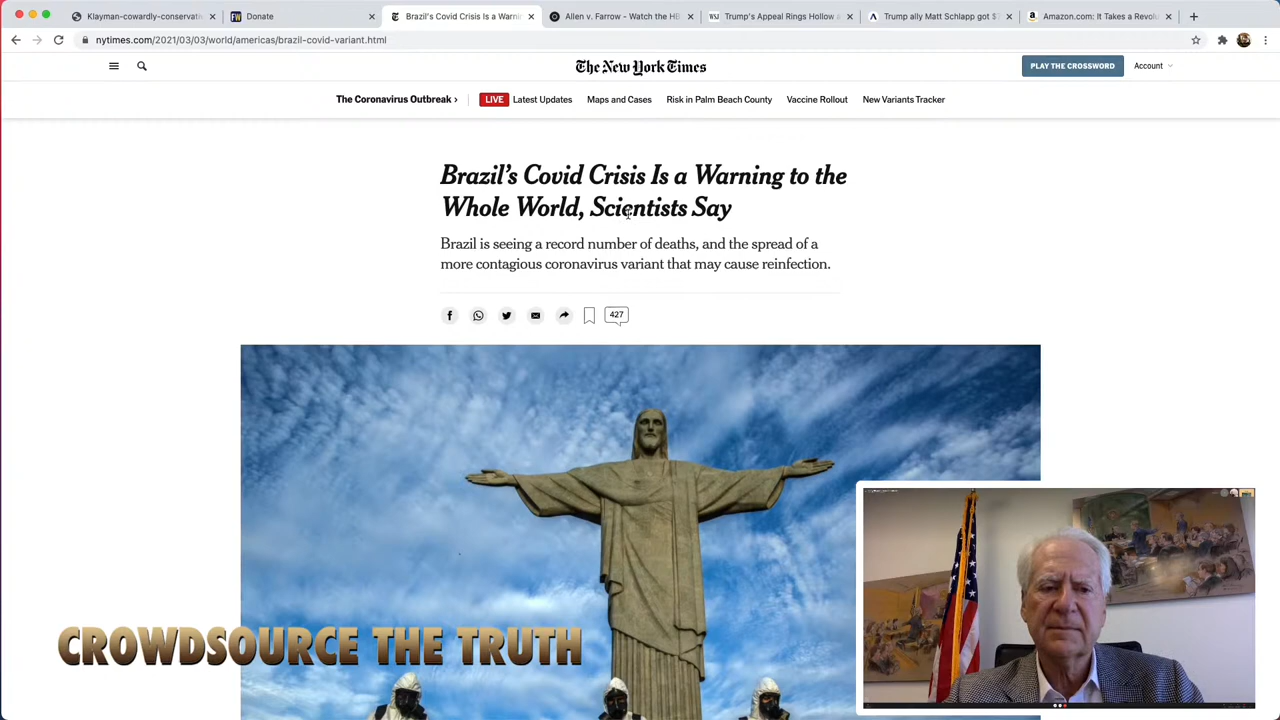 Klayman-cowardly-conservati
Donate
Brazil's Covid Crisis Is a Warnin
Allen v. Farrow - Watch the HB
Trump's Appeal Rings Hollow
Trump ally Matt Schlapp got $
Amazon.com: It Takes a Revolu
nytimes.com/2021/03/03/world/americas/brazil-covid-variant.html
The New York Times
PLAY THE CROSSWORD
Account
The Coronavirus Outbreak ›
LIVE Latest Updates
Maps and Cases
Risk in Palm Beach County
Vaccine Rollout
New Variants Tracker
Brazil's Covid Crisis Is a Warning to the
Whole World, Scientists Say
Brazil is seeing a record number of deaths, and the spread of a
more contagious coronavirus variant that may cause reinfection.
427
CROWDSOURCE THE TRUTH